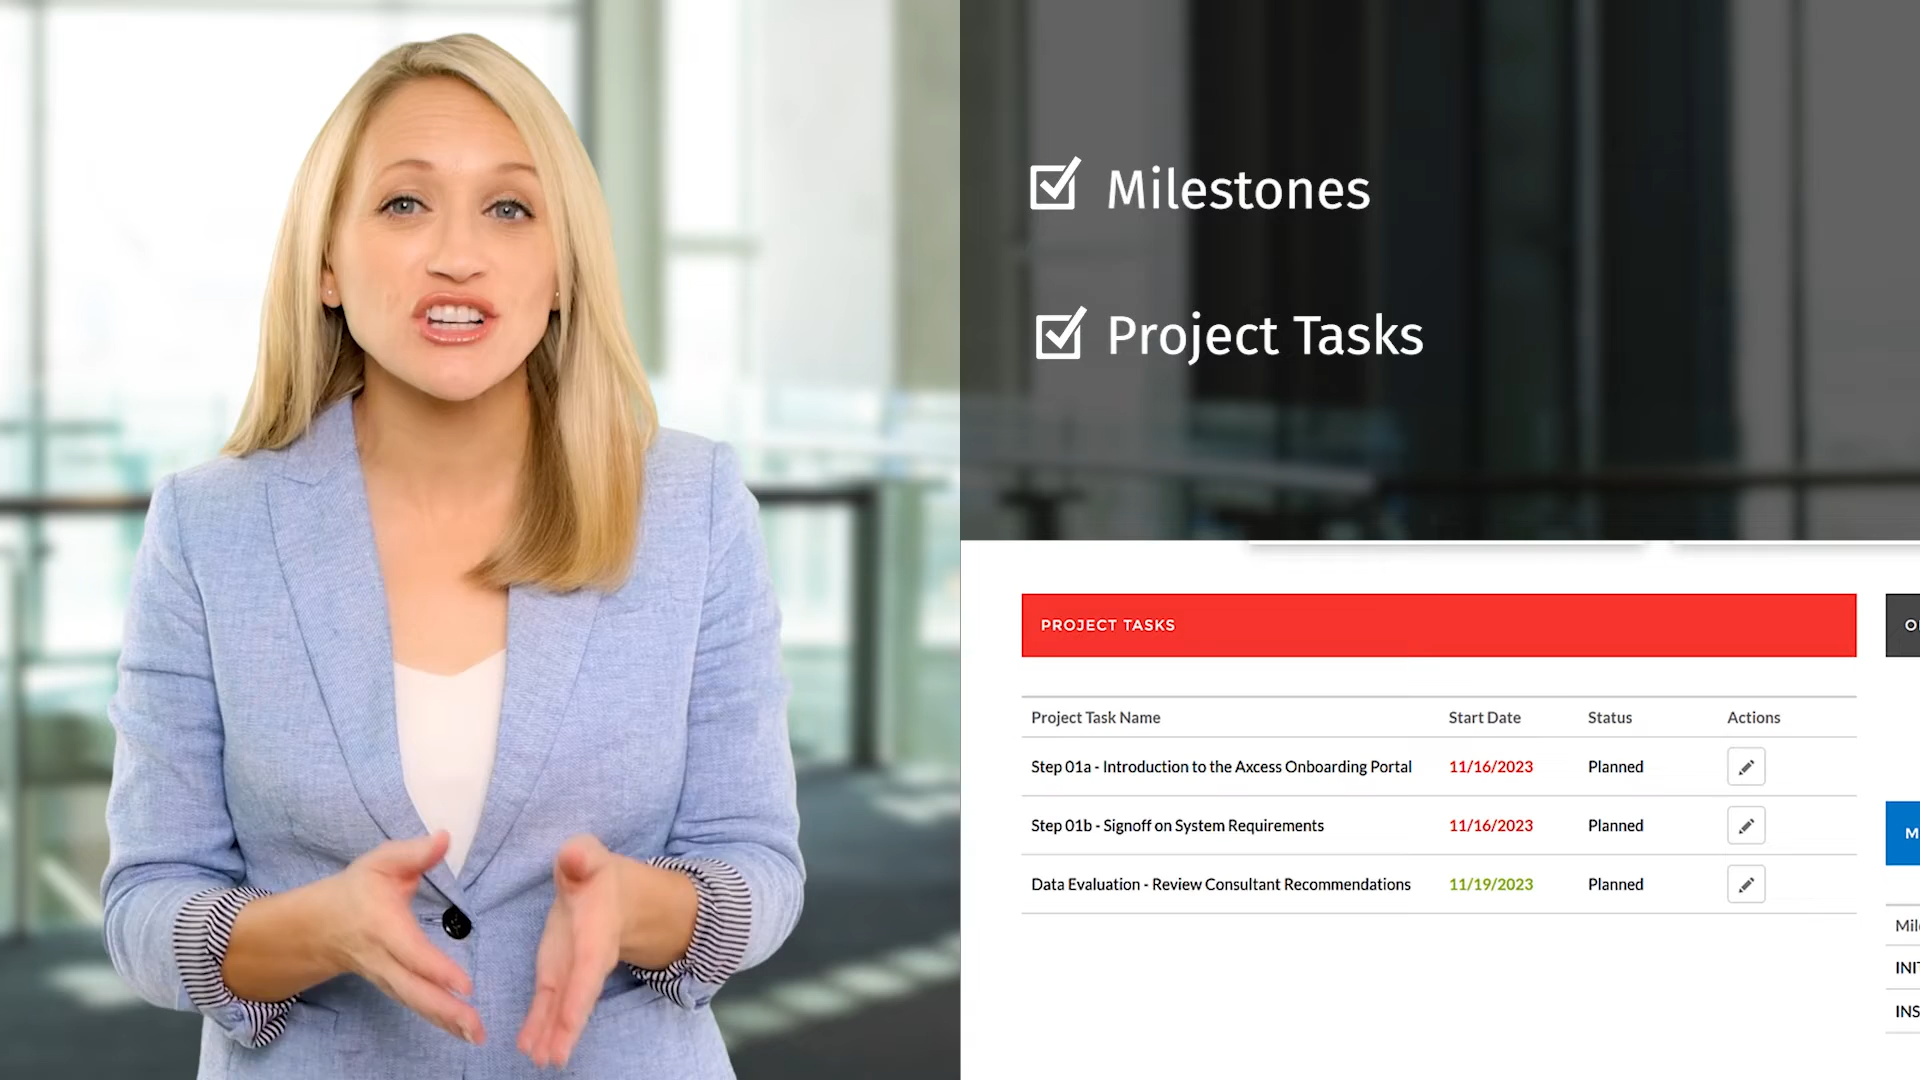 Milestones
Project Tasks
PROJECT TASKS
Project Task Name Start Date Status Actions
Step 01a - Introduction to the Axcess Onboarding Portal 11/16/2023 Planned
Step 01b - Signoff on System Requirements 11/16/2023 Planned
Data Evaluation - Review Consultant Recommendations 11/19/2023 Planned